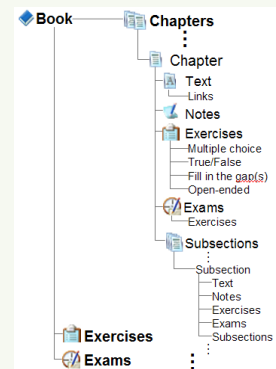 Book
Chapters
Chapter
Text
Links
Notes
Exercises
Multiple choice
True/False
Fill in the gap(s)
Open-ended
Exams
Exercises
Subsections
Subsection
Text
Notes
Exercises
Exams
Subsections
Exercises
Exams